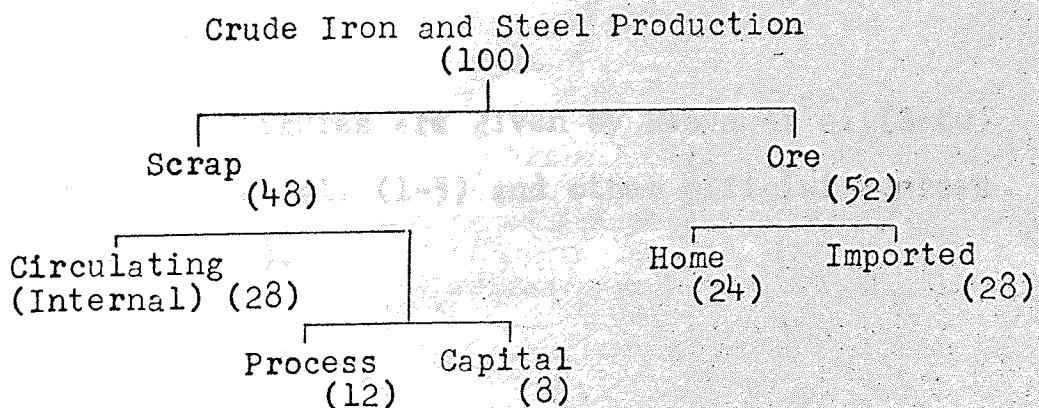 Crude Iron and Steel Production
(100)
Scrap
(48)
Ore
(52)
Circulating
(Internal) (28)
Home
(24)
Imported
(28)
Process
(12)
Capital
(8)